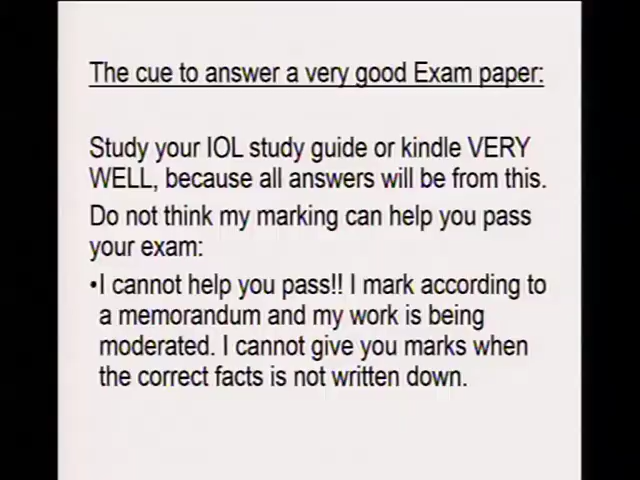 The cue to answer a very good Exam paper:
Study your IOL study guide or kindle VERY
WELL, because all answers will be from this.
Do not think my marking can help you pass
your exam:
•I cannot help you pass!! I mark according to
a memorandum and my work is being
moderated. I cannot give you marks when
the correct facts is not written down.